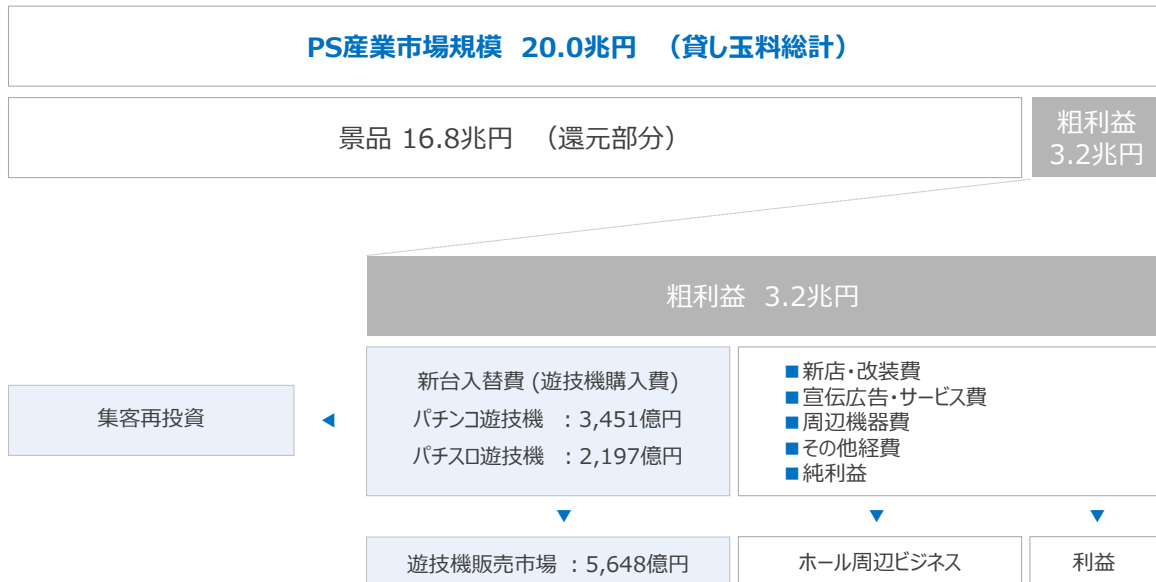 PS産業市場規模 20.0兆円 （貸し玉料総計）
景品 16.8兆円 （還元部分）
粗利益
3.2兆円
粗利益 3.2兆円
新台入替費 (遊技機購入費)
パチンコ遊技機 ：3,451億円
パチスロ遊技機 ：2,197億円
■新店・改装費
■宣伝広告・サービス費
■周辺機器費
■その他経費
■純利益
集客再投資
遊技機販売市場 ：5,648億円
ホール周辺ビジネス
利益